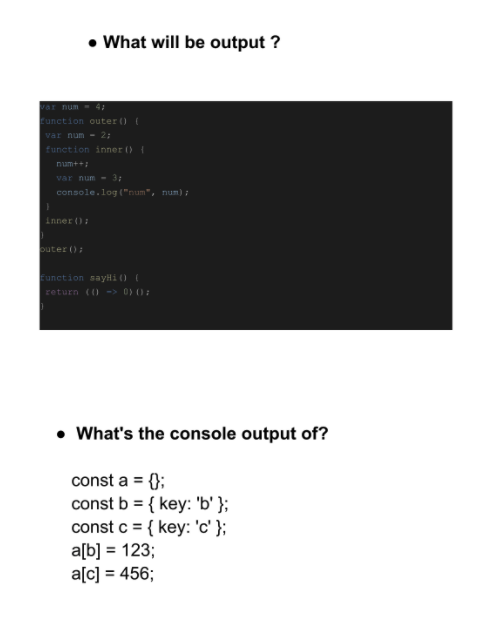 ● What will be output ?
var num = 4;
function outer() {
var num = 2;
function inner() {
num++;
var num = 3;
console.log("num", num);
}
inner();
}
outer();
function sayHi() {
return (() => 0)();
}
● What's the console output of?
const a = {};
const b = { key: 'b' };
const c = { key: 'c' };
a[b] = 123;
a[c] = 456;